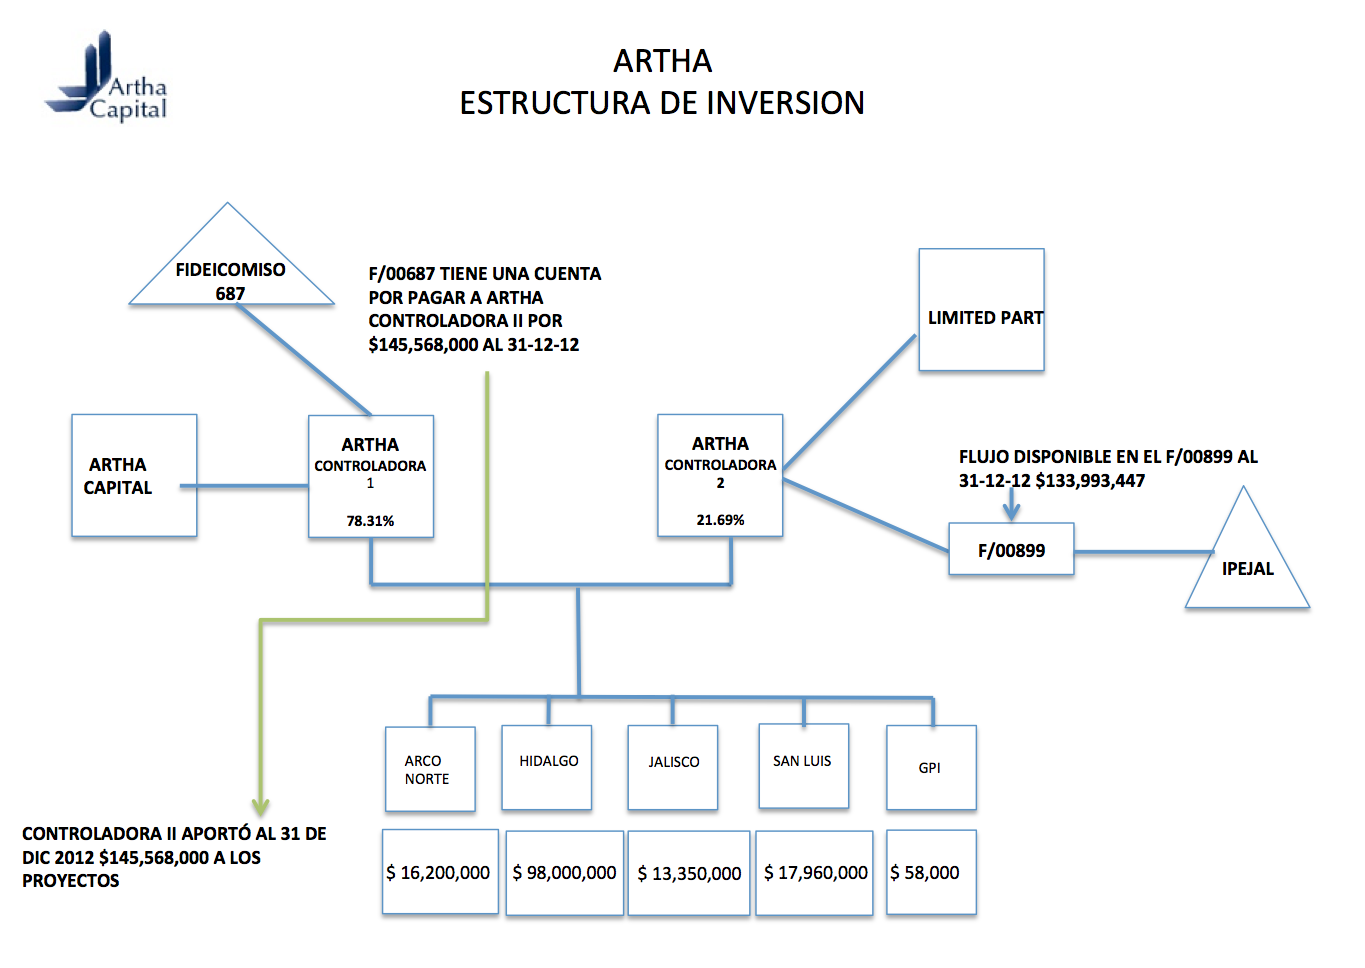 Artha
Capital
ARTHA
ESTRUCTURA DE INVERSION
FIDEICOMISO
687
F/00687 TIENE UNA CUENTA
POR PAGAR A ARTHA
CONTROLADORA II POR
$145,568,000 AL 31-12-12
LIMITED PART
ARTHA
CAPITAL
ARTHA
CONTROLADORA
1
78.31%
ARTHA
CONTROLADORA
2
21.69%
FLUJO DISPONIBLE EN EL F/00899 AL
31-12-12 $133,993,447
F/00899
IPEJAL
ARCO
NORTE
HIDALGO
JALISCO
SAN LUIS
GPI
CONTROLADORA II APORTÓ AL 31 DE
DIC 2012 $145,568,000 A LOS
PROYECTOS
$ 16,200,000
$ 98,000,000
$ 13,350,000
$ 17,960,000
$ 58,000